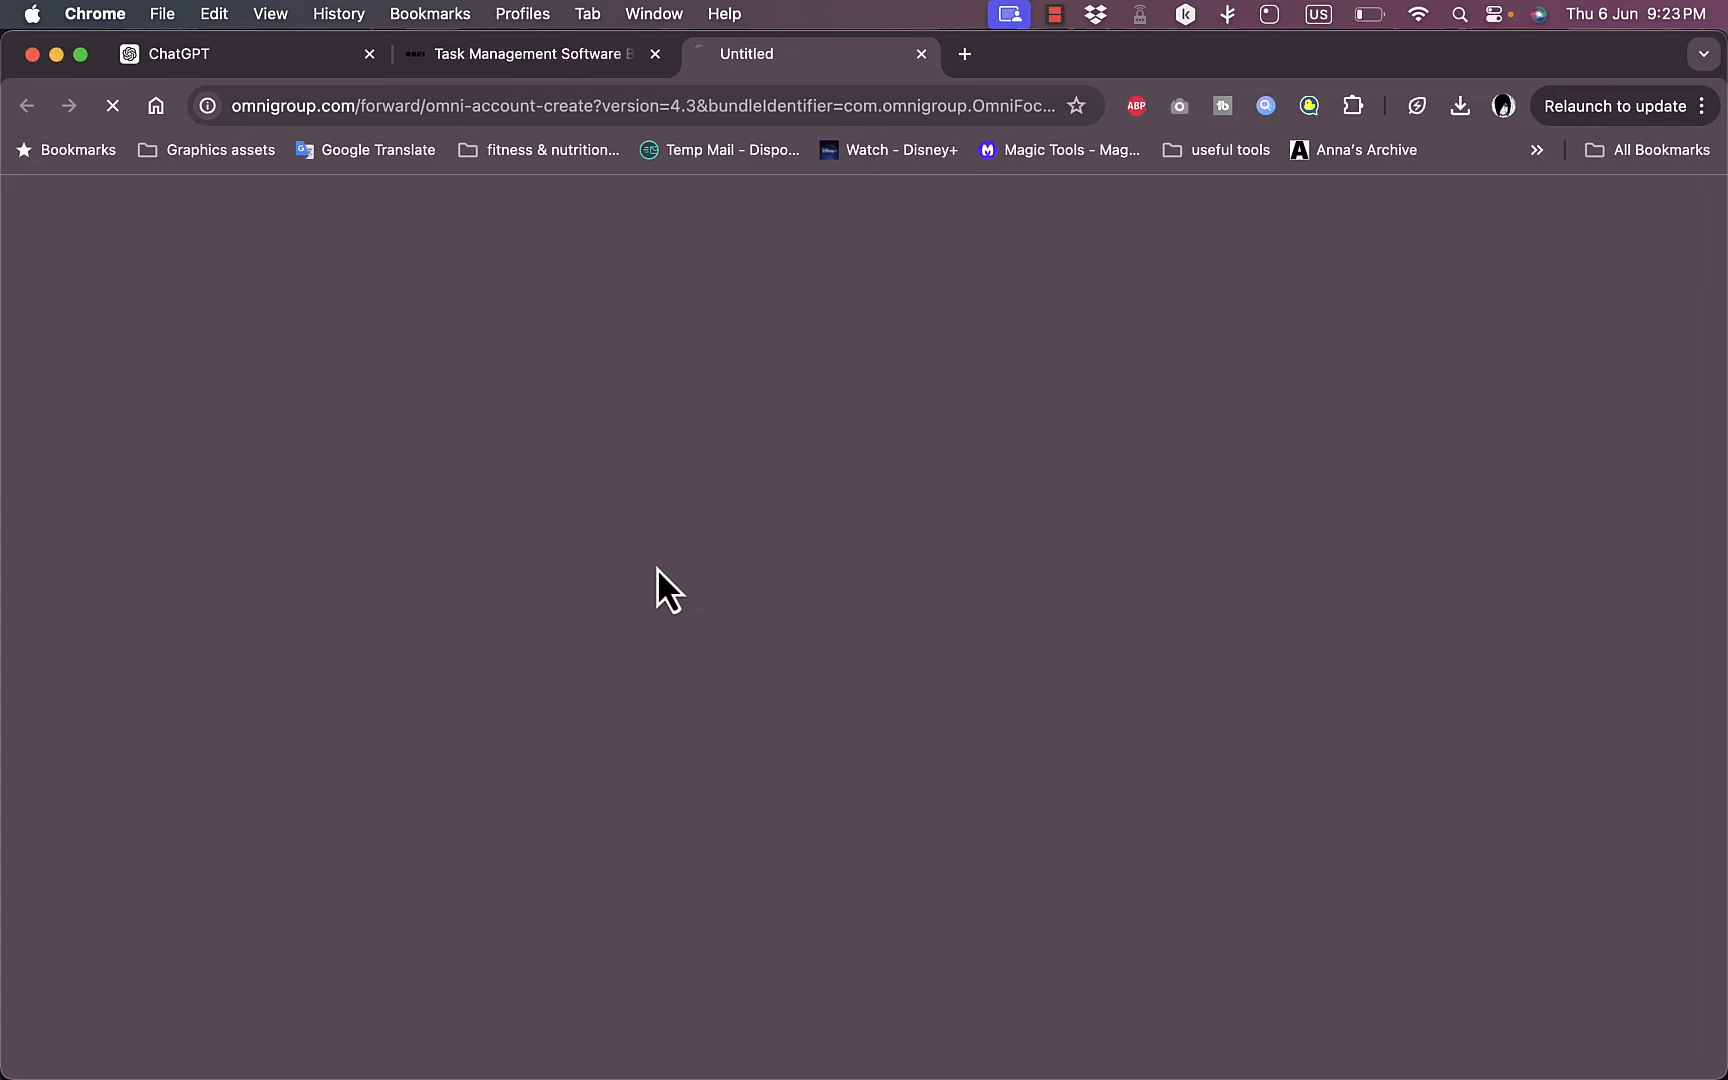 Chrome File Edit View History Bookmarks Profiles Tab Window Help US Thu 6 Jun 9:23 PM
ChatGPT Task Management Software B Untitled
omnigroup.com/forward/omni-account-create?version=4.3&bundleIdentifier=com.omnigroup.OmniFoc... ABP tb Relaunch to update
Bookmarks Graphics assets Google Translate fitness & nutrition... Temp Mail - Dispo... Watch - Disney+ Magic Tools - Mag... useful tools Anna's Archive All Bookmarks